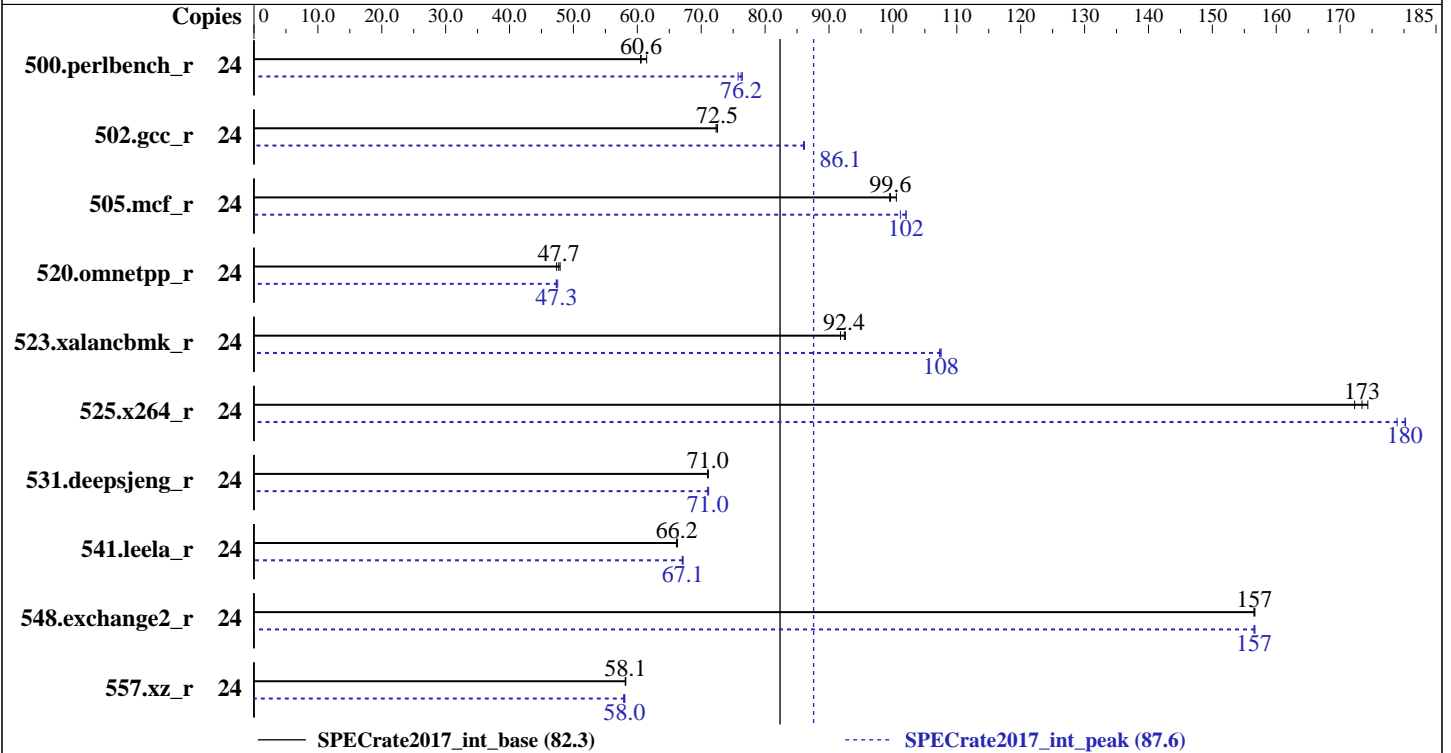 Copies 0 10.0 20.0 30.0 40.0 50.0 60.0 70.0 80.0 90.0 100 110 120 130 140 150 160 170 185
60.6
500.perlbench_r 24
76.2
72.5
502.gcc_r 24
86.1
99.6
505.mcf_r 24
102
47.7
520.omnetpp_r 24
47.3
92.4
523.xalancbmk_r 24
108
173
525.x264_r 24
180
71.0
531.deepsjeng_r 24
71.0
66.2
541.leela_r 24
67.1
157
548.exchange2_r 24
157
58.1
557.xz_r 24
58.0
SPECrate2017_int_base (82.3) SPECrate2017_int_peak (87.6)